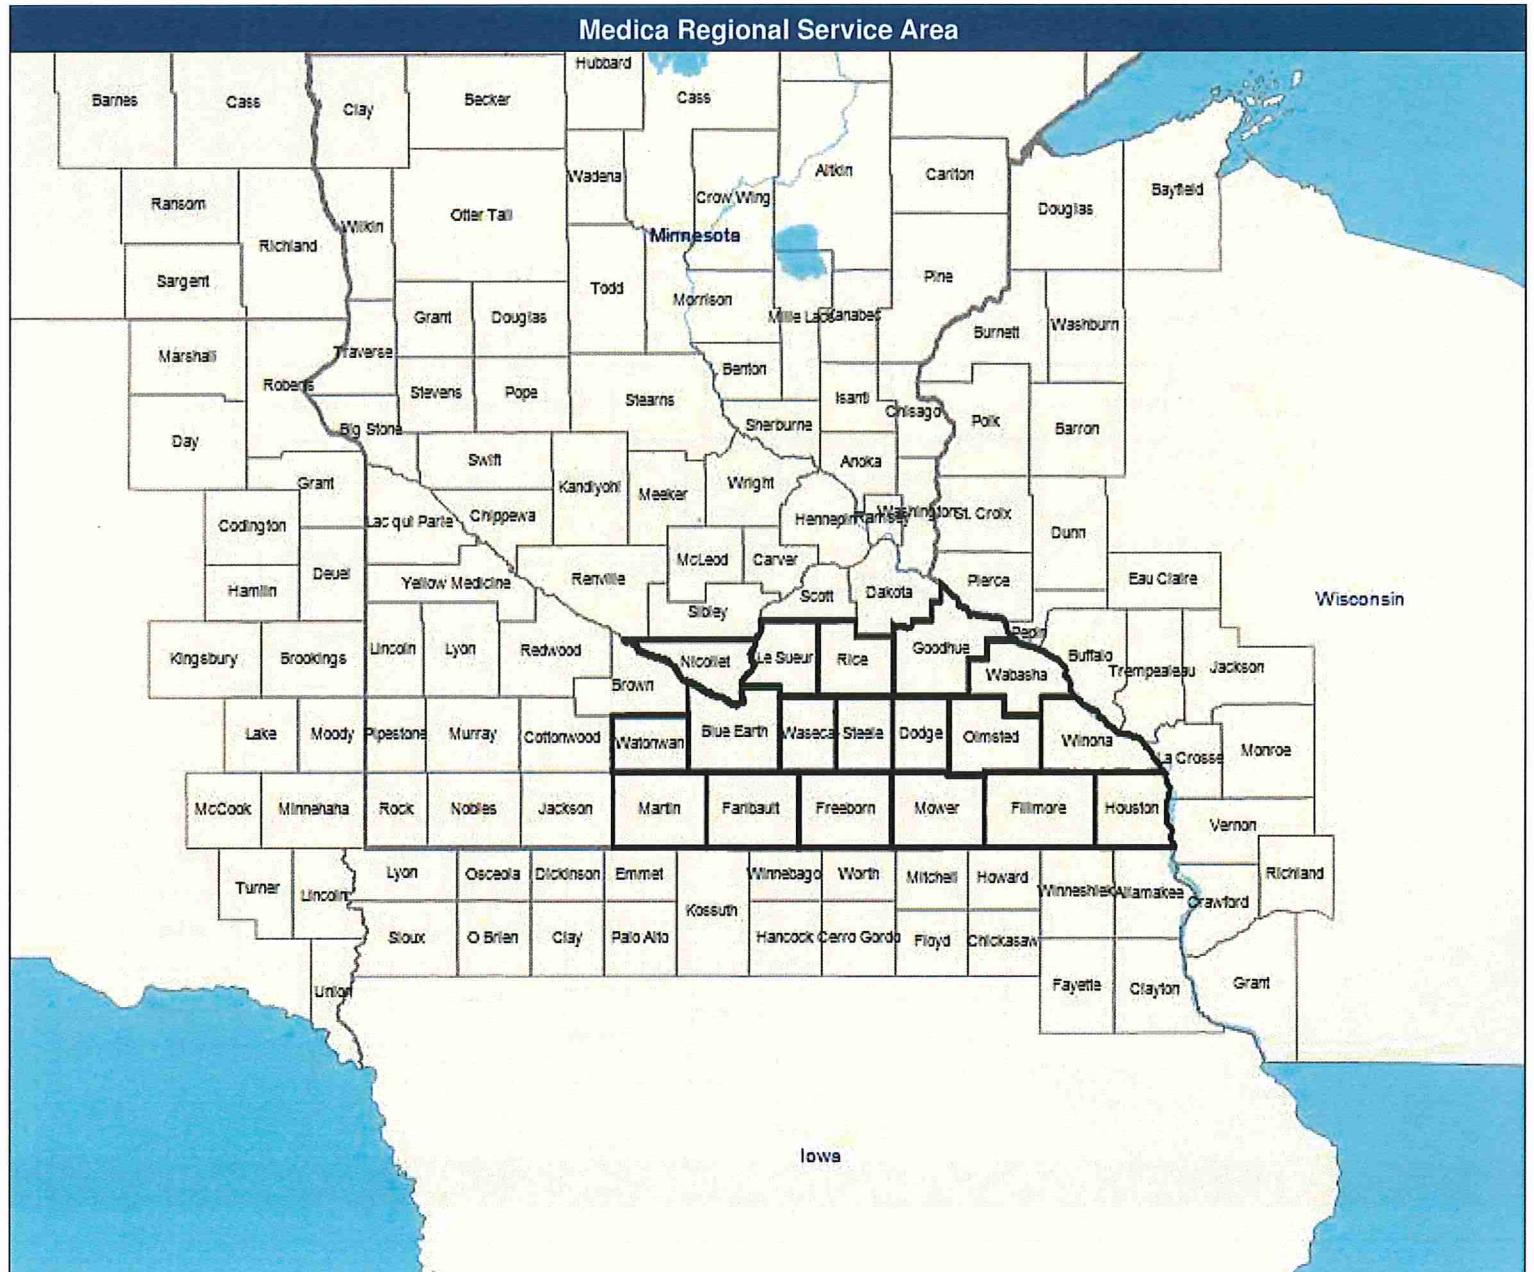 Medica Regional Service Area
Hubbard
Barnes
Cass
Clay
Becker
Cass
Wadena
Crow Wing
Aitkin
Carlton
Ransom
Richland
Wilkin
Otter Tail
Minnesota
Douglas
Bayfield
Sargent
Todd
Morrison
Pine
Grant
Douglas
Mille Lacs
Kanabec
Burnett
Washburn
Marshall
Traverse
Roberts
Stevens
Pope
Stearns
Benton
Isanti
Chisago
Polk
Barron
Day
Big Stone
Sherburne
Grant
Swift
Kandiyohi
Meeker
Wright
Anoka
Codington
Lac qui Parle
Chippewa
Hennepin
Ramsey
Washington
St. Croix
Dunn
Hamlin
Deuel
Yellow Medicine
Renville
McLeod
Carver
Scott
Dakota
Pierce
Eau Claire
Wisconsin
Sibley
Kingsbury
Brookings
Lincoln
Lyon
Redwood
Brown
Nicollet
Le Sueur
Rice
Goodhue
Wabasha
Pepin
Buffalo
Trempealeau
Jackson
Lake
Moody
Pipestone
Murray
Cottonwood
Watonwan
Blue Earth
Waseca
Steele
Dodge
Olmsted
Winona
La Crosse
Monroe
McCook
Minnehaha
Rock
Nobles
Jackson
Martin
Faribault
Freeborn
Mower
Fillmore
Houston
Vernon
Turner
Lincoln
Lyon
Osceola
Dickinson
Emmet
Kossuth
Winnebago
Worth
Mitchell
Howard
Winneshiek
Allamakee
Crawford
Richland
Sioux
O Brien
Clay
Palo Alto
Hancock
Cerro Gordo
Floyd
Chickasaw
Union
Fayette
Clayton
Grant
Iowa